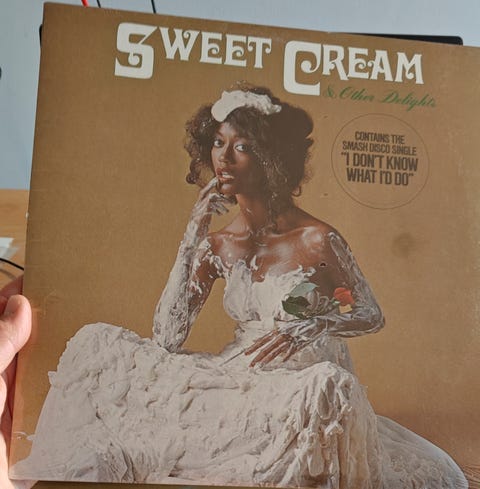 SWEET CREAM
& Other Delights
CONTAINS THE
SMASH DISCO SINGLE
"I DON'T KNOW
WHAT I'D DO"